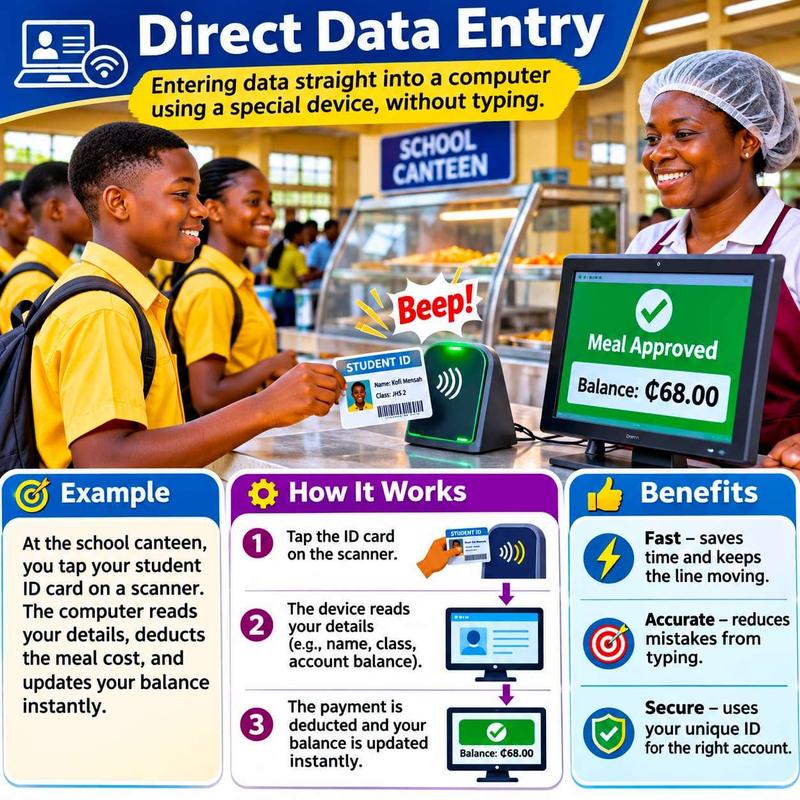 Direct Data Entry
Entering data straight into a computer
using a special device, without typing.
SCHOOL
CANTEEN
Beep!
STUDENT ID
Name: Kofi Mensah
Class: JHS 2
Meal Approved
Balance: ₵68.00
Example
At the school canteen,
you tap your student
ID card on a scanner.
The computer reads
your details, deducts
the meal cost, and
updates your balance
instantly.
How It Works
1
Tap the ID card
on the scanner.
STUDENT ID
2
The device reads
your details
(e.g., name, class,
account balance).
3
The payment is
deducted and your
balance is updated
instantly.
Balance: ₵68.00
Benefits
Fast – saves
time and keeps
the line moving.
Accurate – reduces
mistakes from
typing.
Secure – uses
your unique ID
for the right account.